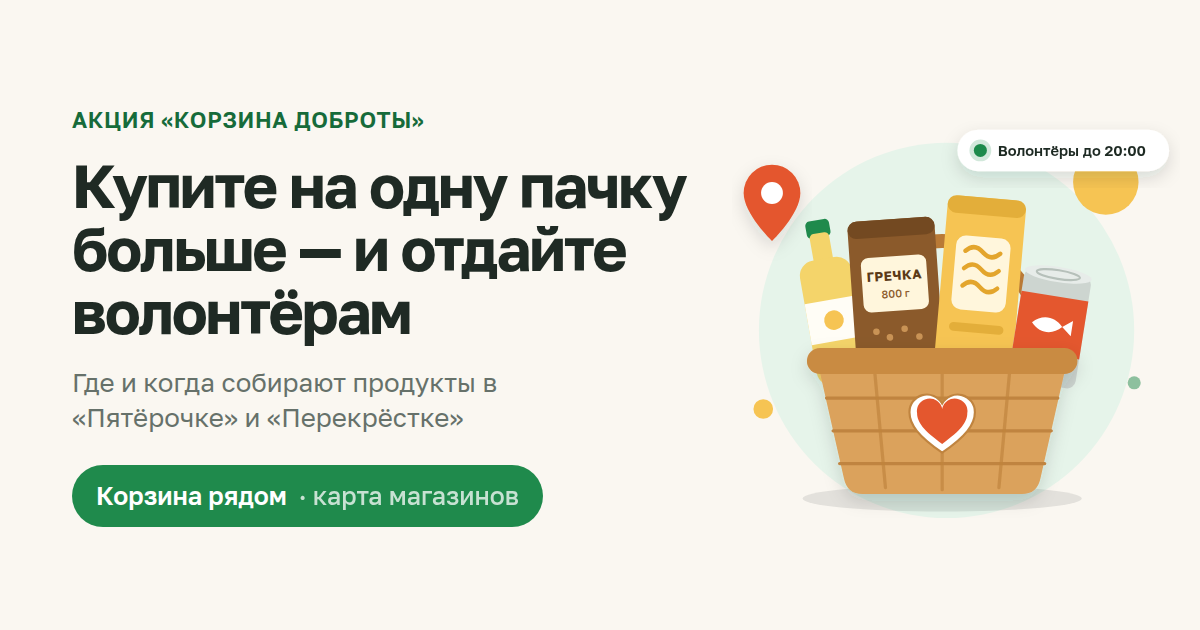 АКЦИЯ «КОРЗИНА ДОБРОТЫ»
Купите на одну пачку
больше — и отдайте
волонтёрам
Где и когда собирают продукты в
«Пятёрочке» и «Перекрёстке»
Корзина рядом · карта магазинов
Волонтёры до 20:00
ГРЕЧКА
800 г